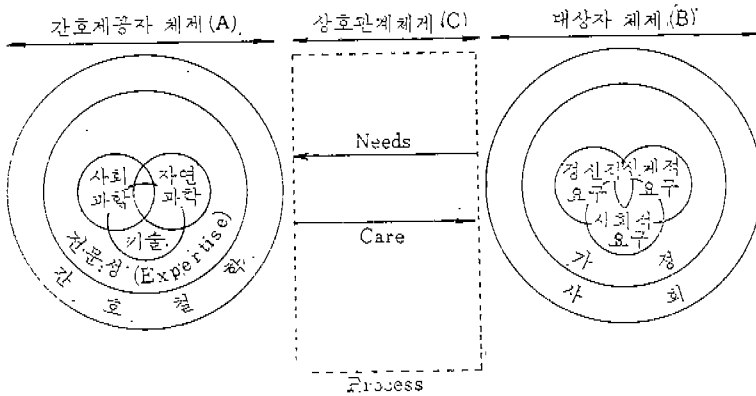 간호제공자 체제(A)
상호관계체계(C)
대상자 체제(B)
사회
과학
자연
과학
기술
전문성(Expertise)
간호철학
Needs
Care
Process
정신적
요구
신체적
요구
사회적
요구
가정
사회